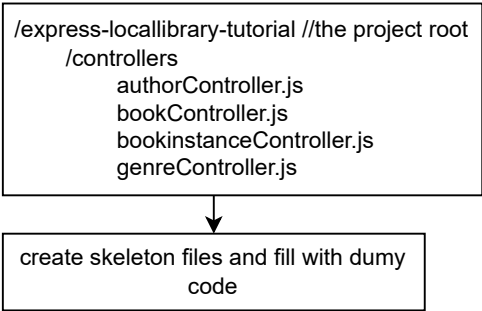 /express-locallibrary-tutorial //the project root
/controllers
authorController.js
bookController.js
bookinstanceController.js
genreController.js
create skeleton files and fill with dumy
code